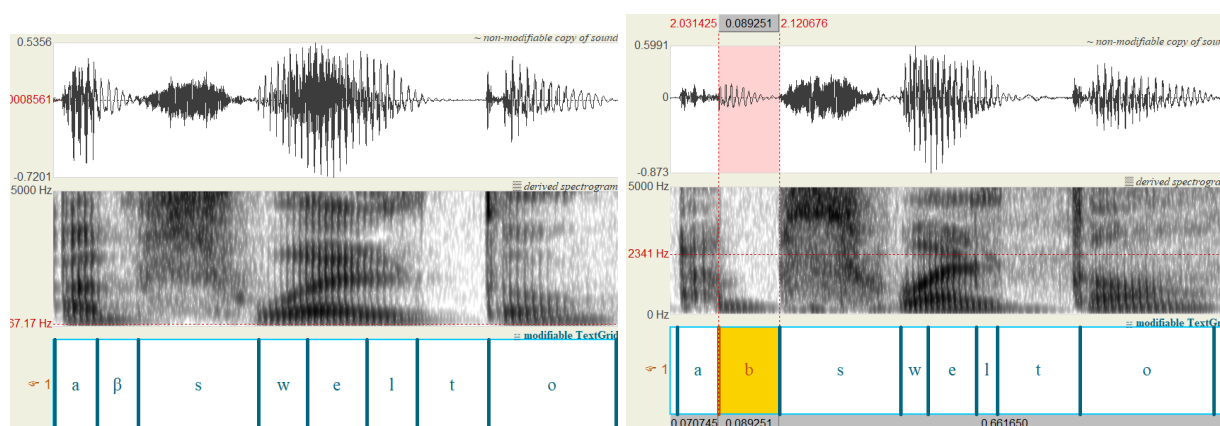 0.5356
~ non-modifiable copy of sound
0008561
-0.7201
5000 Hz
derived spectrogram
67.17 Hz
modifiable TextGrid
1
a β s w e l t o
2.031425 0.089251 2.120676
0.5991
~ non-modifiable copy of sound
0
-0.873
5000 Hz
derived spectrogra
2341 Hz
0 Hz
modifiable TextGr
1
a b s w e l t o
0.070745 0.089251 0.661650